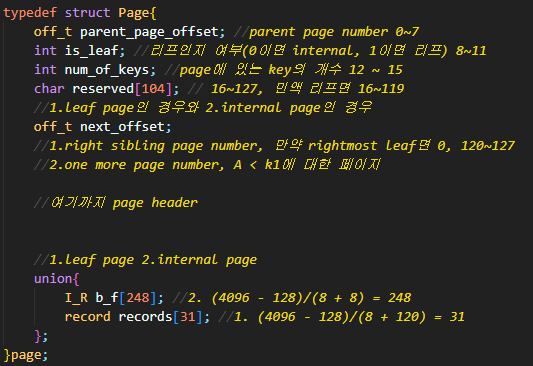 typedef struct Page{
off_t parent_page_offset; //parent page number 0~7
int is_leaf; //리프인지 여부(0이면 internal, 1이면 리프) 8~11
int num_of_keys; //page에 있는 key의 개수 12 ~ 15
char reserved[104]; // 16~127, 만약 리프면 16~119
//1.leaf page인 경우와 2.internal page인 경우
off_t next_offset;
//1.right sibling page number, 만약 rightmost leaf면 0, 120~127
//2.one more page number, A < k1에 대한 페이지
//여기까지 page header
//1.leaf page 2.internal page
union{
I_R b_f[248]; //2. (4096 - 128)/(8 + 8) = 248
record records[31]; //1. (4096 - 128)/(8 + 120) = 31
};
}page;